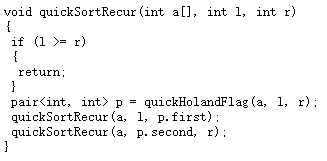 void quickSortRecur(int a[], int l, int r)
{
 if (l >= r)
 {
  return;
 }
 pair<int, int> p = quickHolandFlag(a, l, r);
 quickSortRecur(a, l, p.first);
 quickSortRecur(a, p.second, r);
}